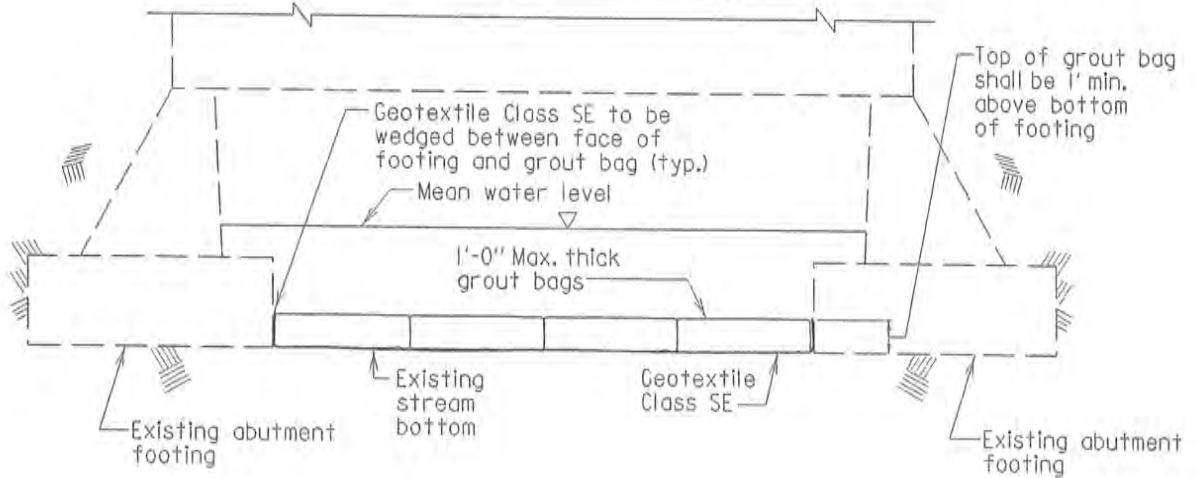 Top of grout bag
shall be 1' min.
above bottom
of footing
Geotextile Class SE to be
wedged between face of
footing and grout bag (typ.)
Mean water level
1'-0" Max. thick
grout bags
Existing
stream
bottom
Geotextile
Class SE
Existing abutment
footing
Existing abutment
footing